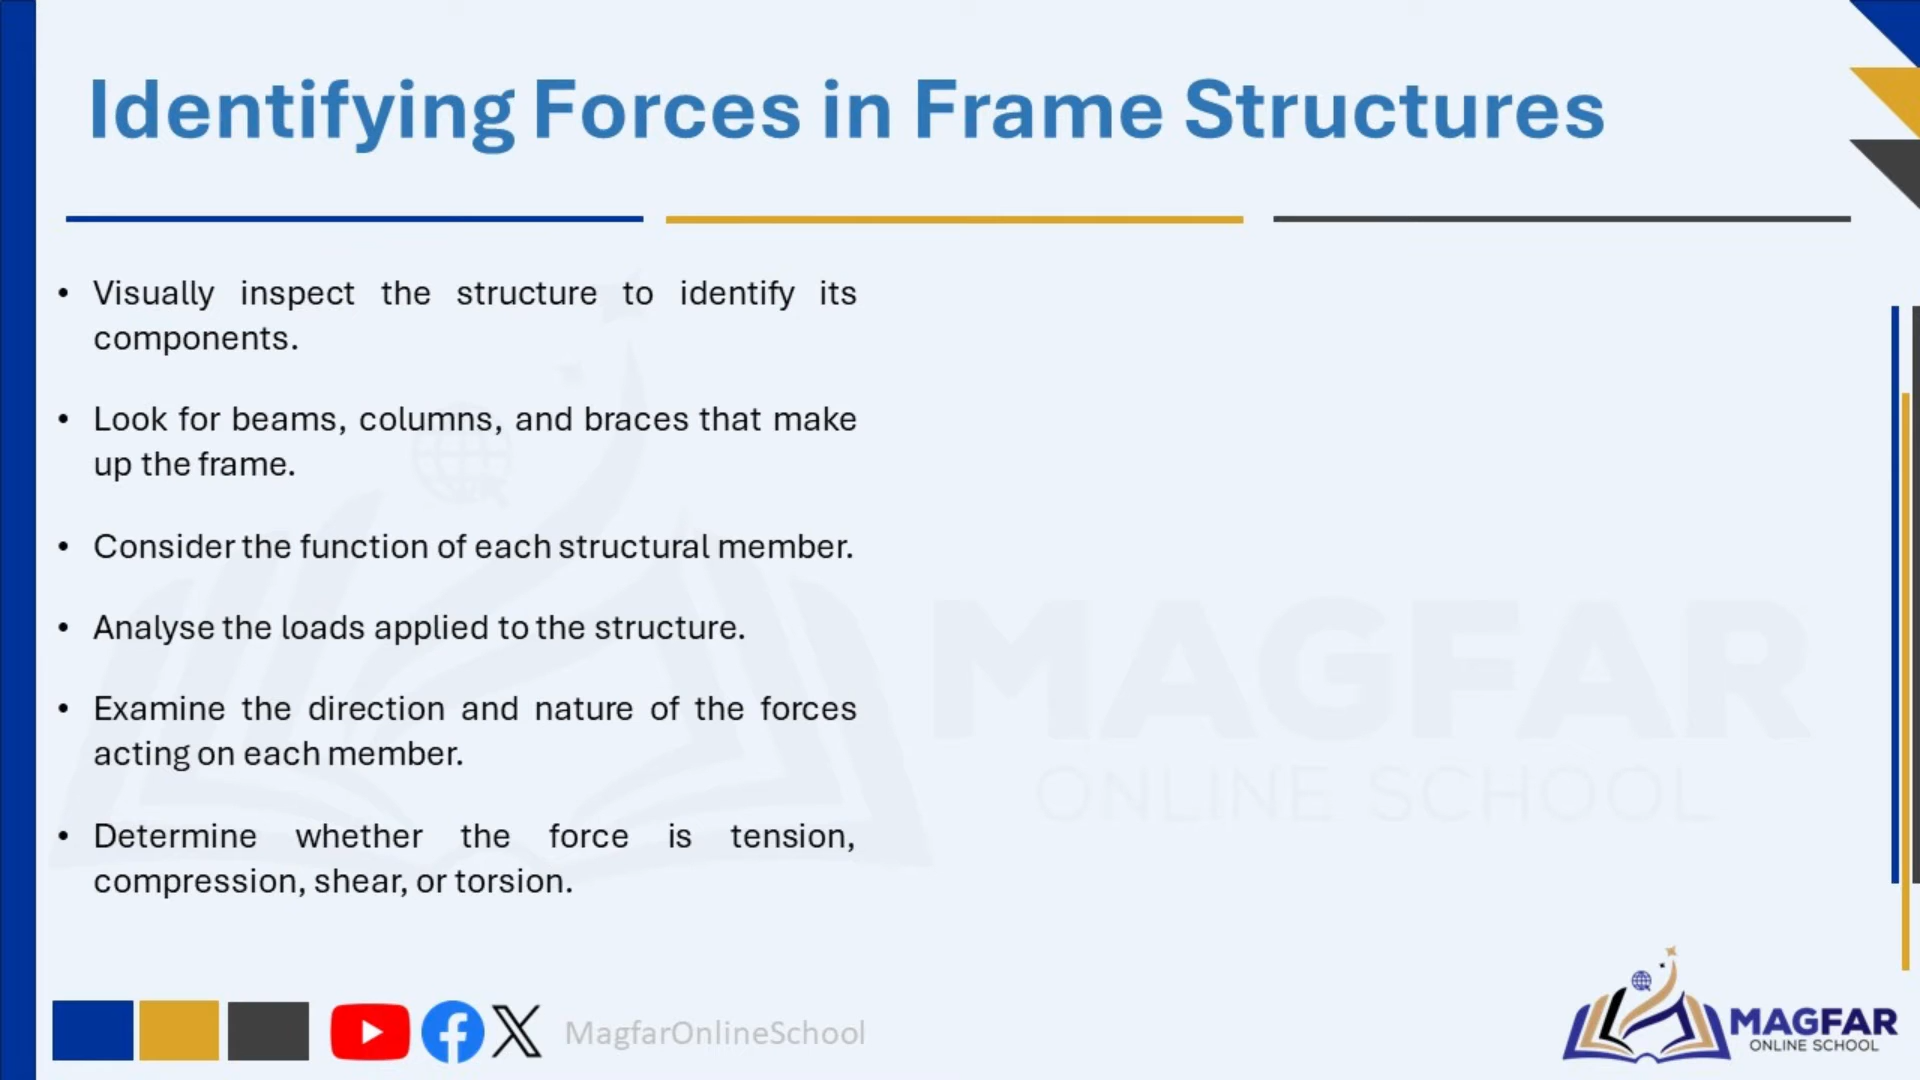 Identifying Forces in Frame Structures
• Visually inspect the structure to identify its
components.
• Look for beams, columns, and braces that make
up the frame.
• Consider the function of each structural member.
• Analyse the loads applied to the structure.
• Examine the direction and nature of the forces
acting on each member.
• Determine whether the force is tension,
compression, shear, or torsion.
MAGFAR
ONLINE SCHOOL
MagfarOnlineSchool
MAGFAR
ONLINE SCHOOL